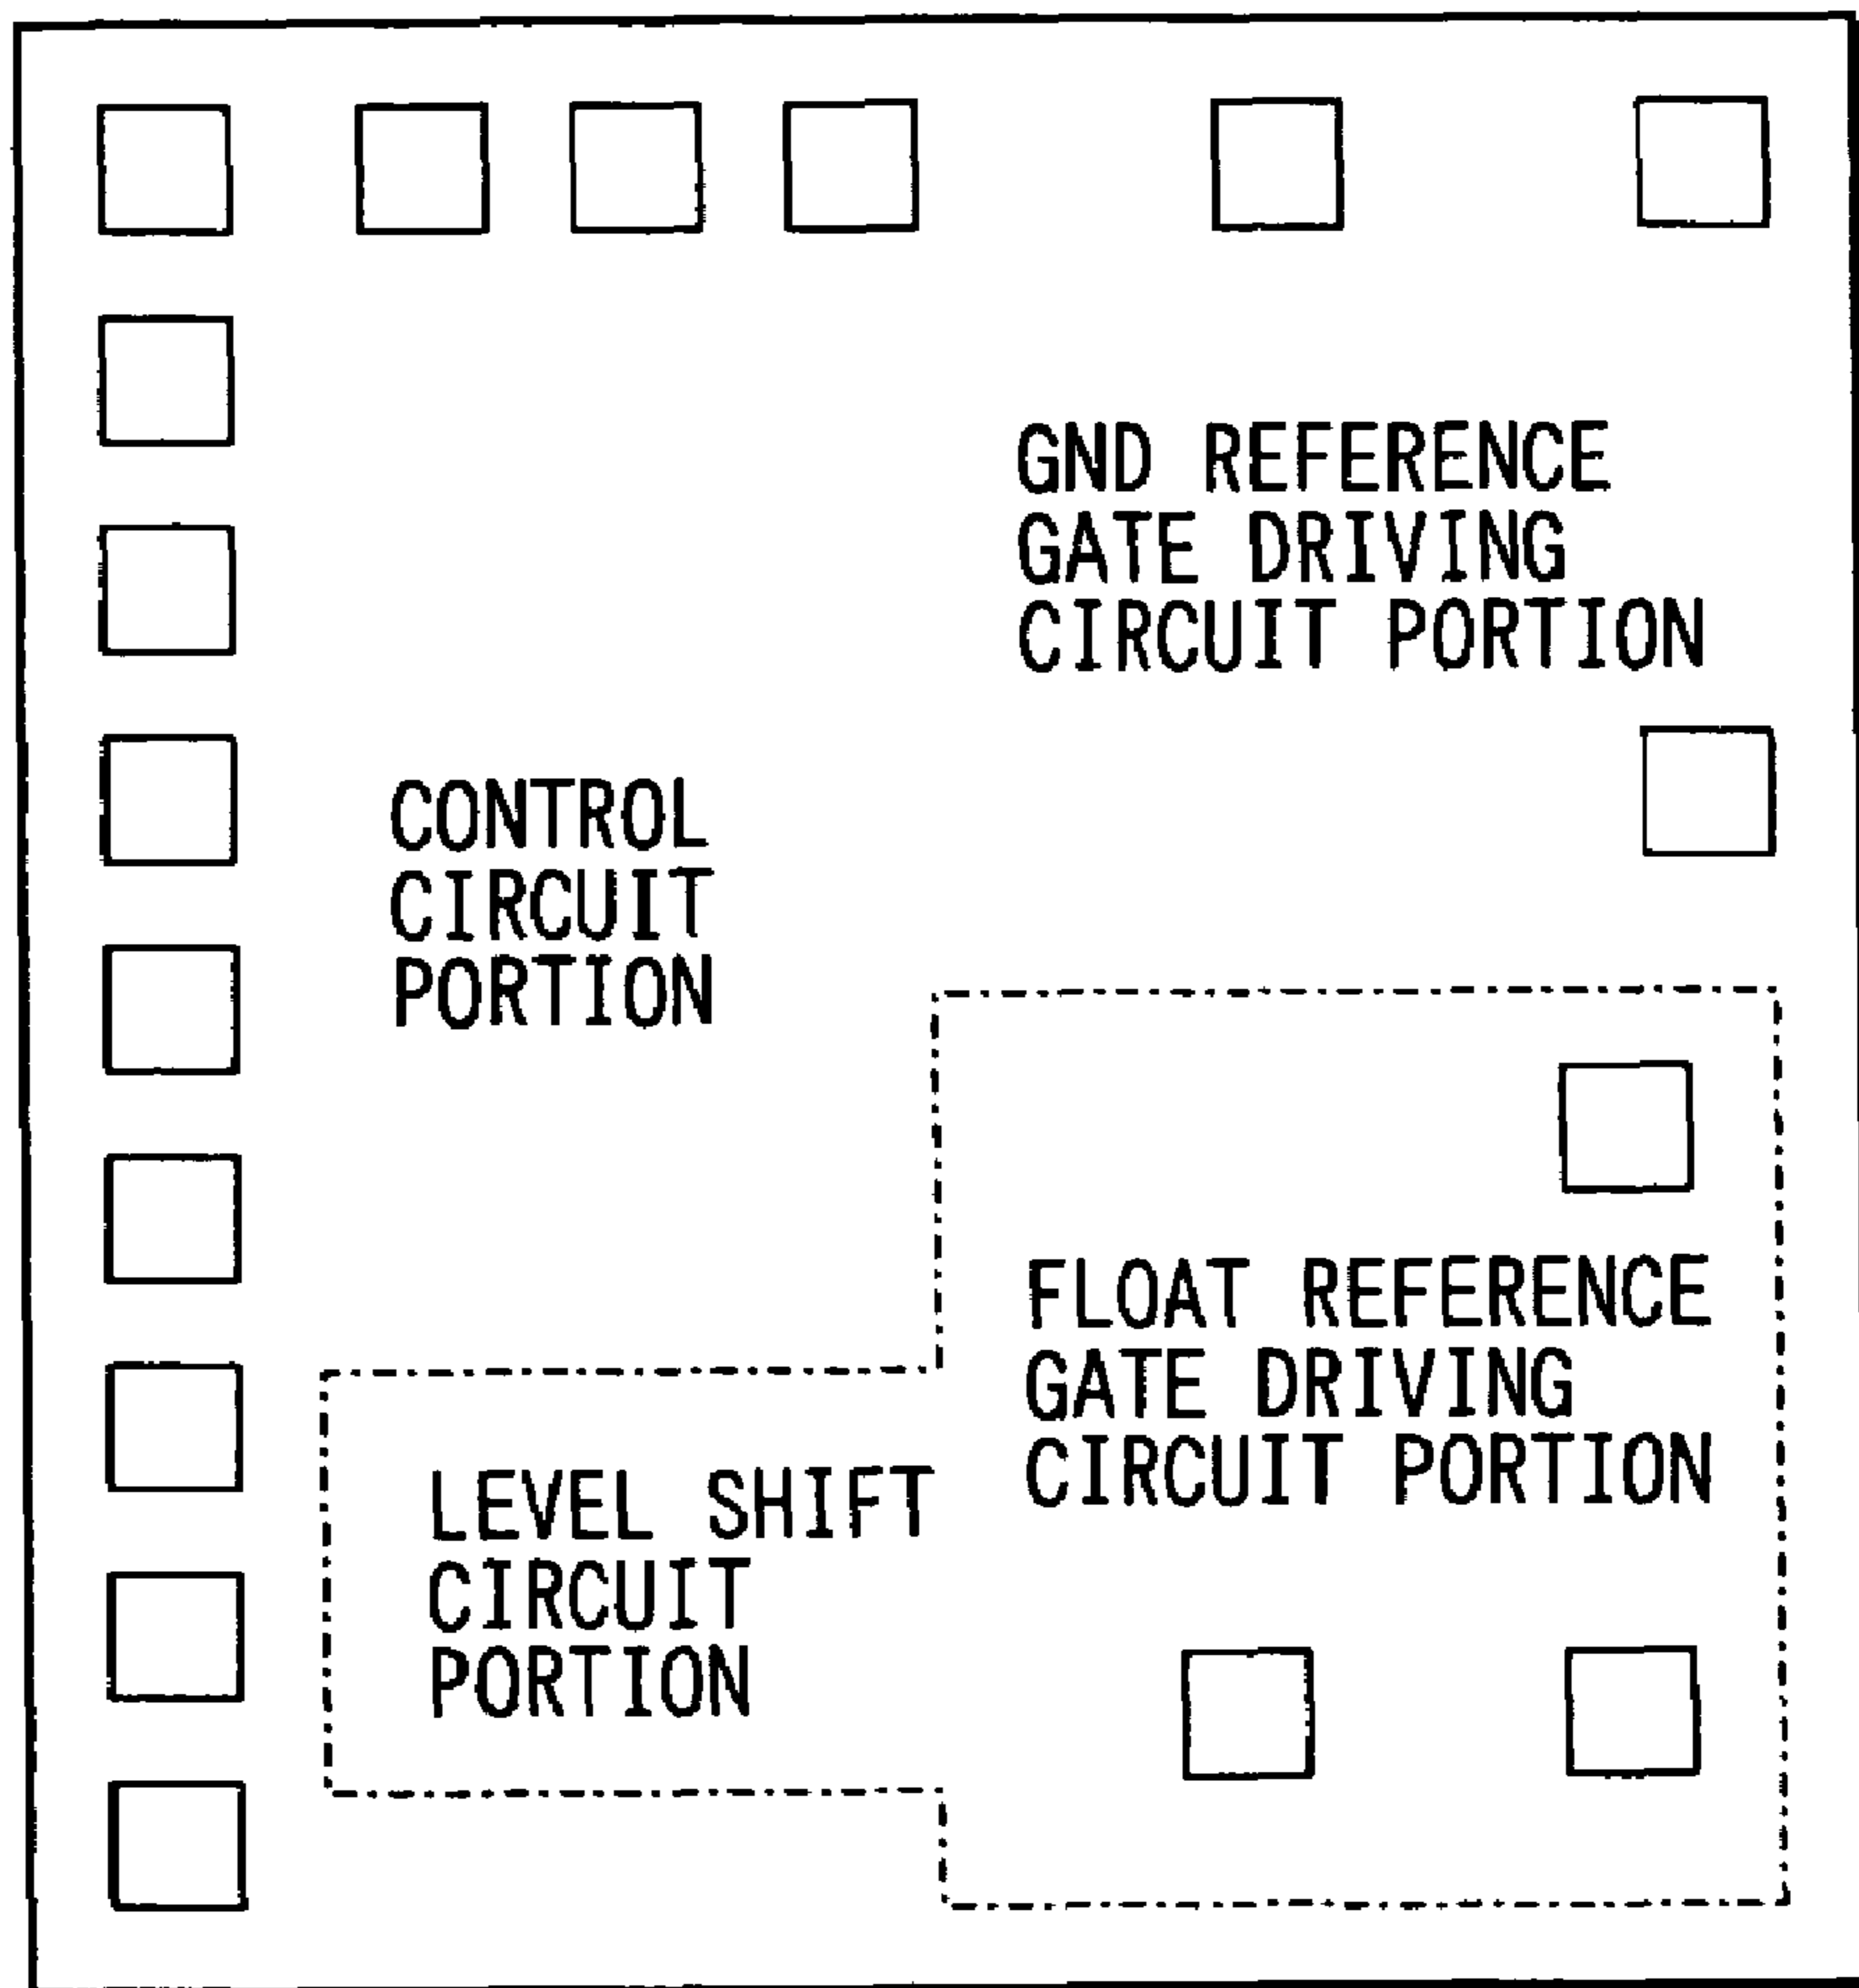 GND REFERENCE
GATE DRIVING
CIRCUIT PORTION
CONTROL
CIRCUIT
PORTION
FLOAT REFERENCE
GATE DRIVING
CIRCUIT PORTION
LEVEL SHIFT
CIRCUIT
PORTION